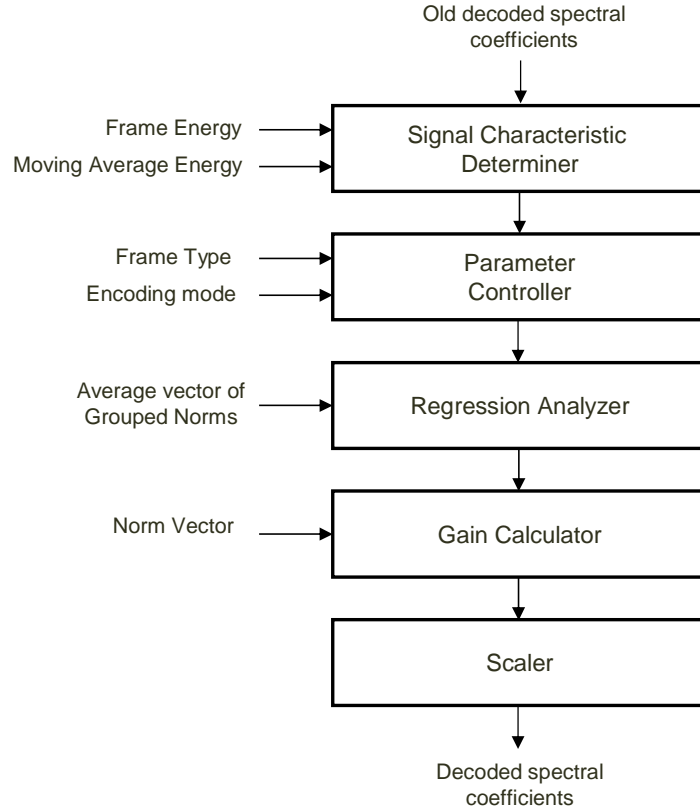 Old decoded spectral
coefficients
Frame Energy
Moving Average Energy
Signal Characteristic
Determiner
Frame Type
Encoding mode
Parameter
Controller
Average vector of
Grouped Norms
Regression Analyzer
Norm Vector
Gain Calculator
Scaler
Decoded spectral
coefficients